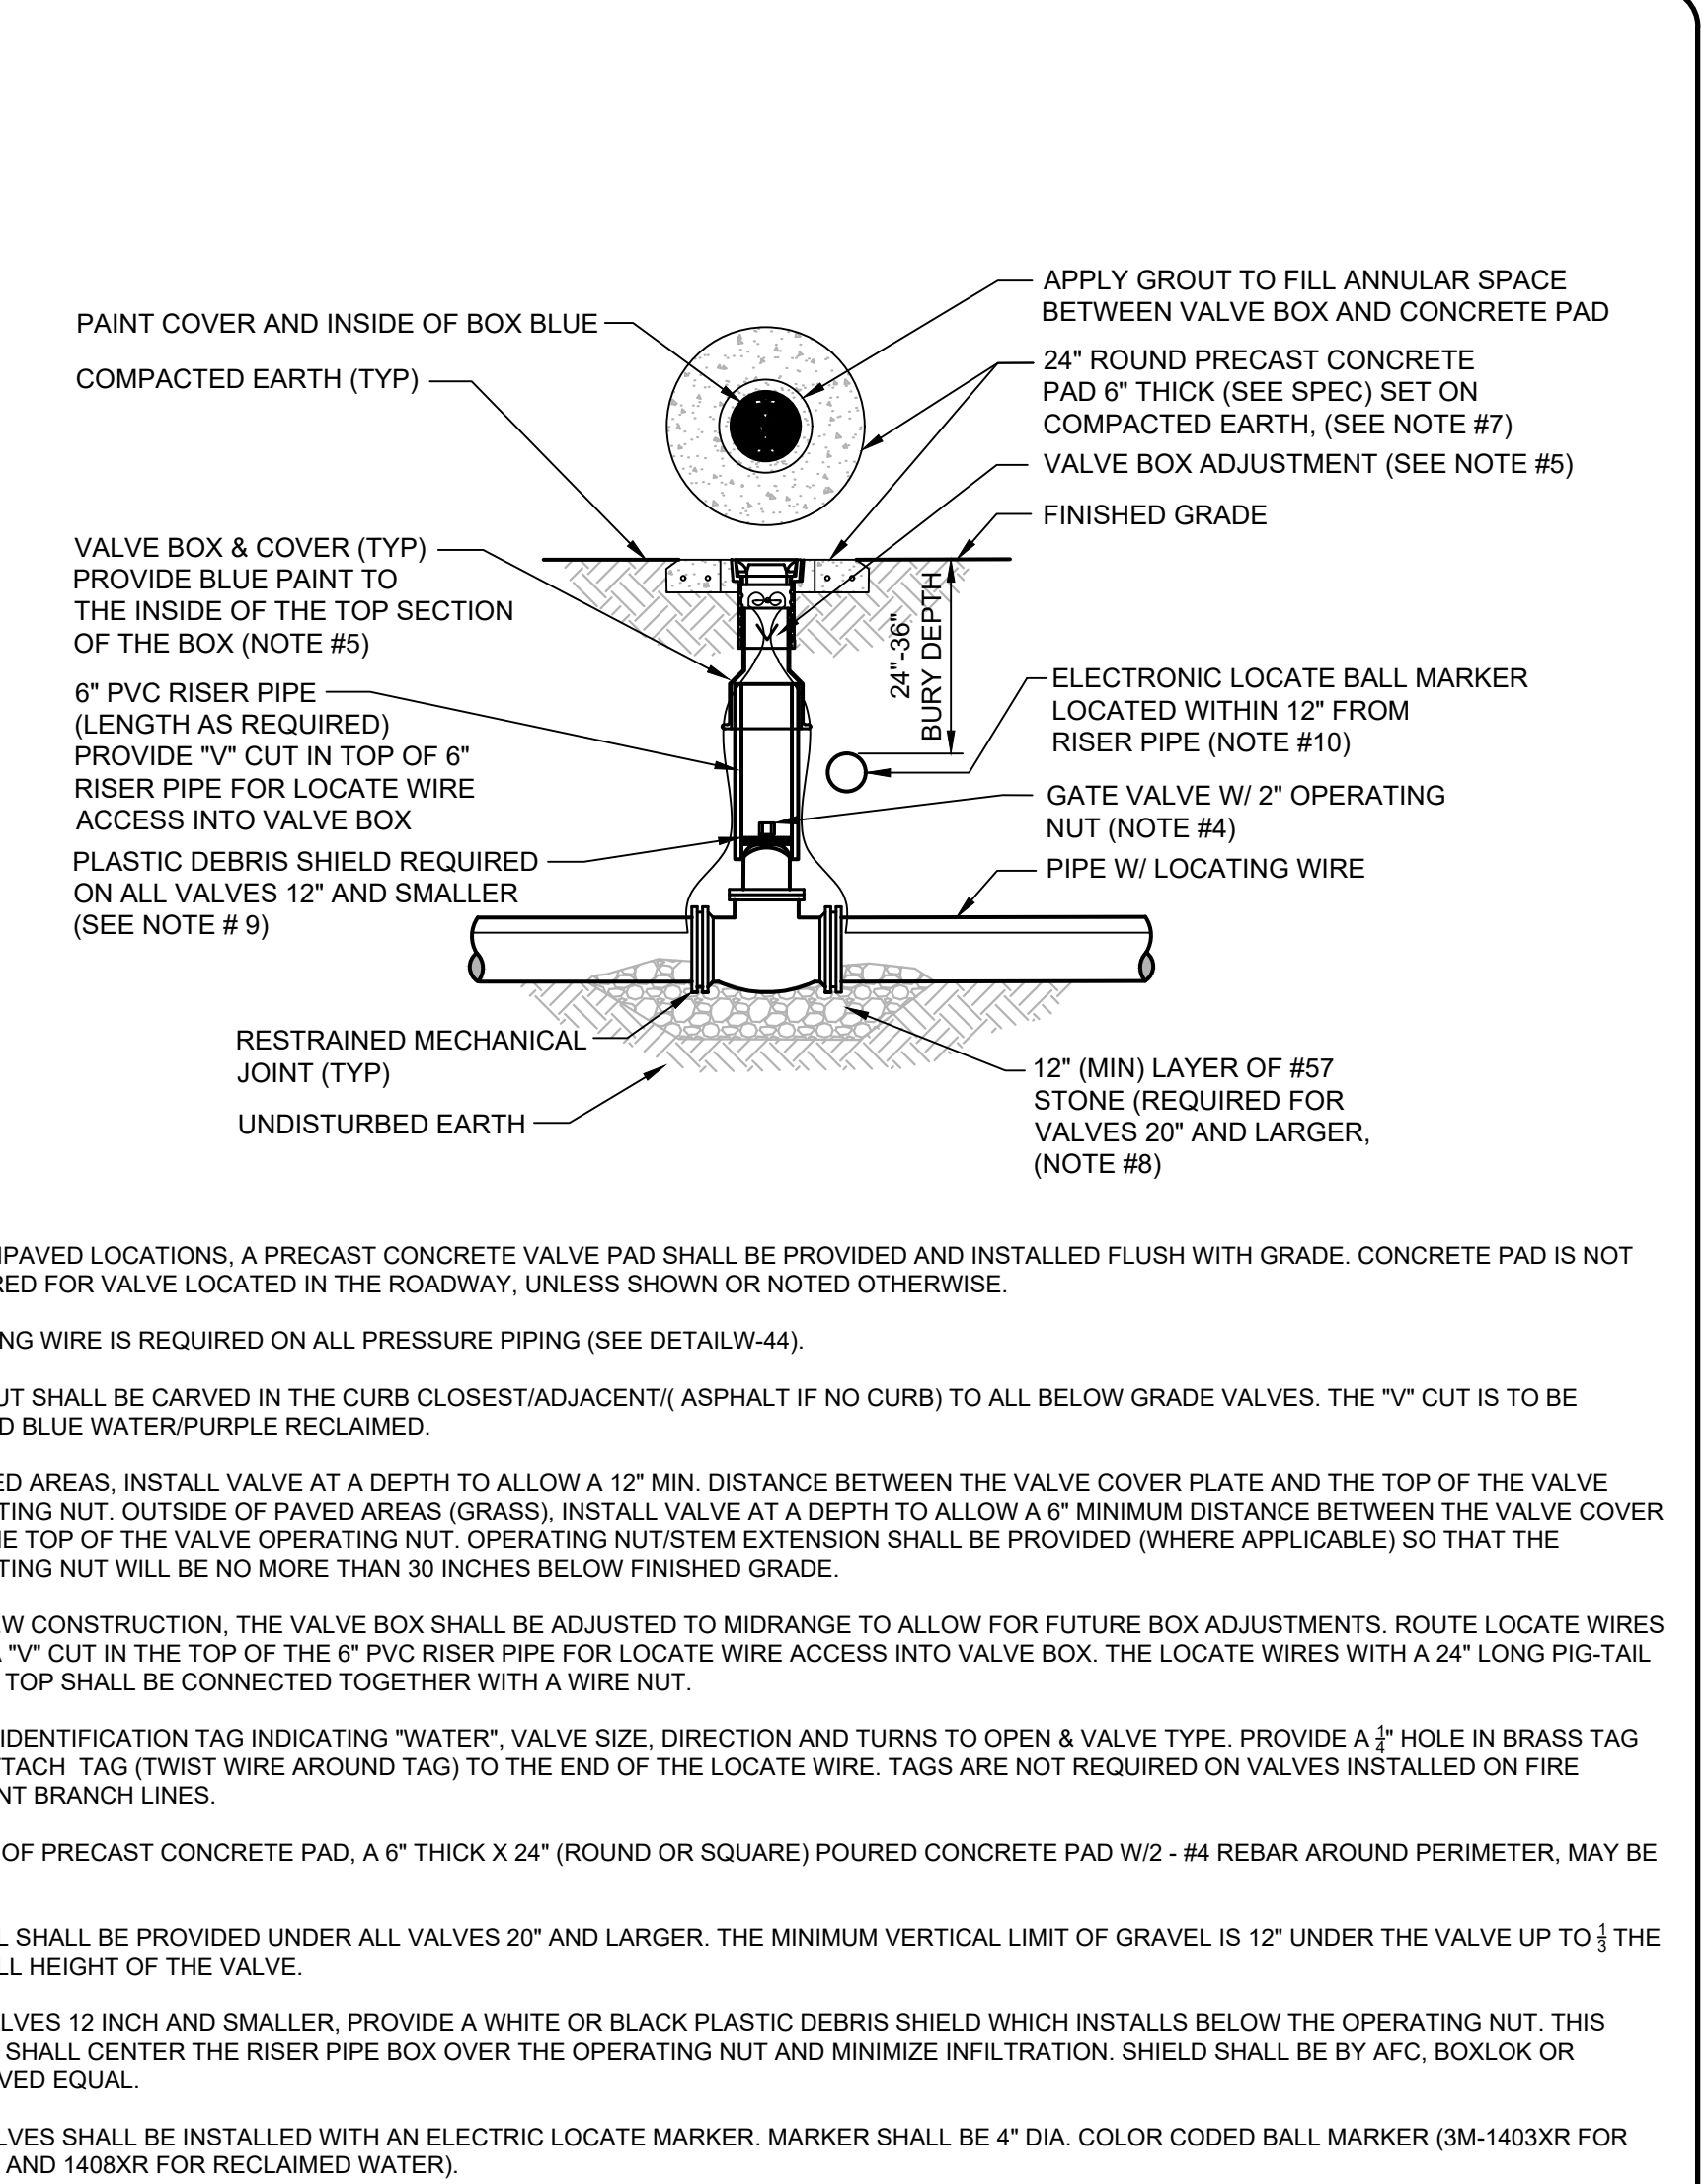 PAINT COVER AND INSIDE OF BOX BLUE
COMPACTED EARTH (TYP)
VALVE BOX & COVER (TYP)
PROVIDE BLUE PAINT TO
THE INSIDE OF THE TOP SECTION
OF THE BOX (NOTE #5)
6" PVC RISER PIPE
(LENGTH AS REQUIRED)
PROVIDE "V" CUT IN TOP OF 6"
RISER PIPE FOR LOCATE WIRE
ACCESS INTO VALVE BOX
PLASTIC DEBRIS SHIELD REQUIRED
ON ALL VALVES 12" AND SMALLER
(SEE NOTE # 9)
RESTRAINED MECHANICAL
JOINT (TYP)
UNDISTURBED EARTH
APPLY GROUT TO FILL ANNULAR SPACE
BETWEEN VALVE BOX AND CONCRETE PAD
24" ROUND PRECAST CONCRETE
PAD 6" THICK (SEE SPEC) SET ON
COMPACTED EARTH, (SEE NOTE #7)
VALVE BOX ADJUSTMENT (SEE NOTE #5)
FINISHED GRADE
24"-36"
BURY DEPTH
ELECTRONIC LOCATE BALL MARKER
LOCATED WITHIN 12" FROM
RISER PIPE (NOTE #10)
GATE VALVE W/ 2" OPERATING
NUT (NOTE #4)
PIPE W/ LOCATING WIRE
12" (MIN) LAYER OF #57
STONE (REQUIRED FOR
VALVES 20" AND LARGER,
(NOTE #8)
NPAVED LOCATIONS, A PRECAST CONCRETE VALVE PAD SHALL BE PROVIDED AND INSTALLED FLUSH WITH GRADE. CONCRETE PAD IS NOT
RED FOR VALVE LOCATED IN THE ROADWAY, UNLESS SHOWN OR NOTED OTHERWISE.
NG WIRE IS REQUIRED ON ALL PRESSURE PIPING (SEE DETAILW-44).
UT SHALL BE CARVED IN THE CURB CLOSEST/ADJACENT/( ASPHALT IF NO CURB) TO ALL BELOW GRADE VALVES. THE "V" CUT IS TO BE
D BLUE WATER/PURPLE RECLAIMED.
ED AREAS, INSTALL VALVE AT A DEPTH TO ALLOW A 12" MIN. DISTANCE BETWEEN THE VALVE COVER PLATE AND THE TOP OF THE VALVE
TING NUT. OUTSIDE OF PAVED AREAS (GRASS), INSTALL VALVE AT A DEPTH TO ALLOW A 6" MINIMUM DISTANCE BETWEEN THE VALVE COVER
HE TOP OF THE VALVE OPERATING NUT. OPERATING NUT/STEM EXTENSION SHALL BE PROVIDED (WHERE APPLICABLE) SO THAT THE
TING NUT WILL BE NO MORE THAN 30 INCHES BELOW FINISHED GRADE.
EW CONSTRUCTION, THE VALVE BOX SHALL BE ADJUSTED TO MIDRANGE TO ALLOW FOR FUTURE BOX ADJUSTMENTS. ROUTE LOCATE WIRES
A "V" CUT IN THE TOP OF THE 6" PVC RISER PIPE FOR LOCATE WIRE ACCESS INTO VALVE BOX. THE LOCATE WIRES WITH A 24" LONG PIG-TAIL
TOP SHALL BE CONNECTED TOGETHER WITH A WIRE NUT.
IDENTIFICATION TAG INDICATING "WATER", VALVE SIZE, DIRECTION AND TURNS TO OPEN & VALVE TYPE. PROVIDE A 1/4" HOLE IN BRASS TAG
TTACH TAG (TWIST WIRE AROUND TAG) TO THE END OF THE LOCATE WIRE. TAGS ARE NOT REQUIRED ON VALVES INSTALLED ON FIRE
NT BRANCH LINES.
OF PRECAST CONCRETE PAD, A 6" THICK X 24" (ROUND OR SQUARE) POURED CONCRETE PAD W/2 - #4 REBAR AROUND PERIMETER, MAY BE
L SHALL BE PROVIDED UNDER ALL VALVES 20" AND LARGER. THE MINIMUM VERTICAL LIMIT OF GRAVEL IS 12" UNDER THE VALVE UP TO 1/3 THE
LL HEIGHT OF THE VALVE.
LVES 12 INCH AND SMALLER, PROVIDE A WHITE OR BLACK PLASTIC DEBRIS SHIELD WHICH INSTALLS BELOW THE OPERATING NUT. THIS
SHALL CENTER THE RISER PIPE BOX OVER THE OPERATING NUT AND MINIMIZE INFILTRATION. SHIELD SHALL BE BY AFC, BOXLOK OR
VED EQUAL.
LVES SHALL BE INSTALLED WITH AN ELECTRIC LOCATE MARKER. MARKER SHALL BE 4" DIA. COLOR CODED BALL MARKER (3M-1403XR FOR
AND 1408XR FOR RECLAIMED WATER).